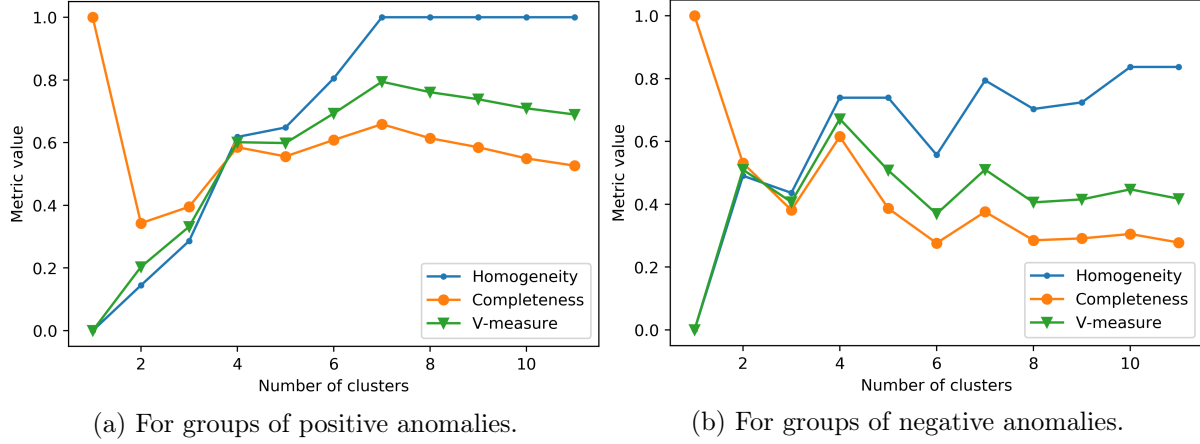 1.0
0.8
0.6
0.4
0.2
0.0
Metric value
2 4 6 8 10
Number of clusters
Homogeneity
Completeness
V-measure
(a) For groups of positive anomalies.
1.0
0.8
0.6
0.4
0.2
0.0
Metric value
2 4 6 8 10
Number of clusters
Homogeneity
Completeness
V-measure
(b) For groups of negative anomalies.